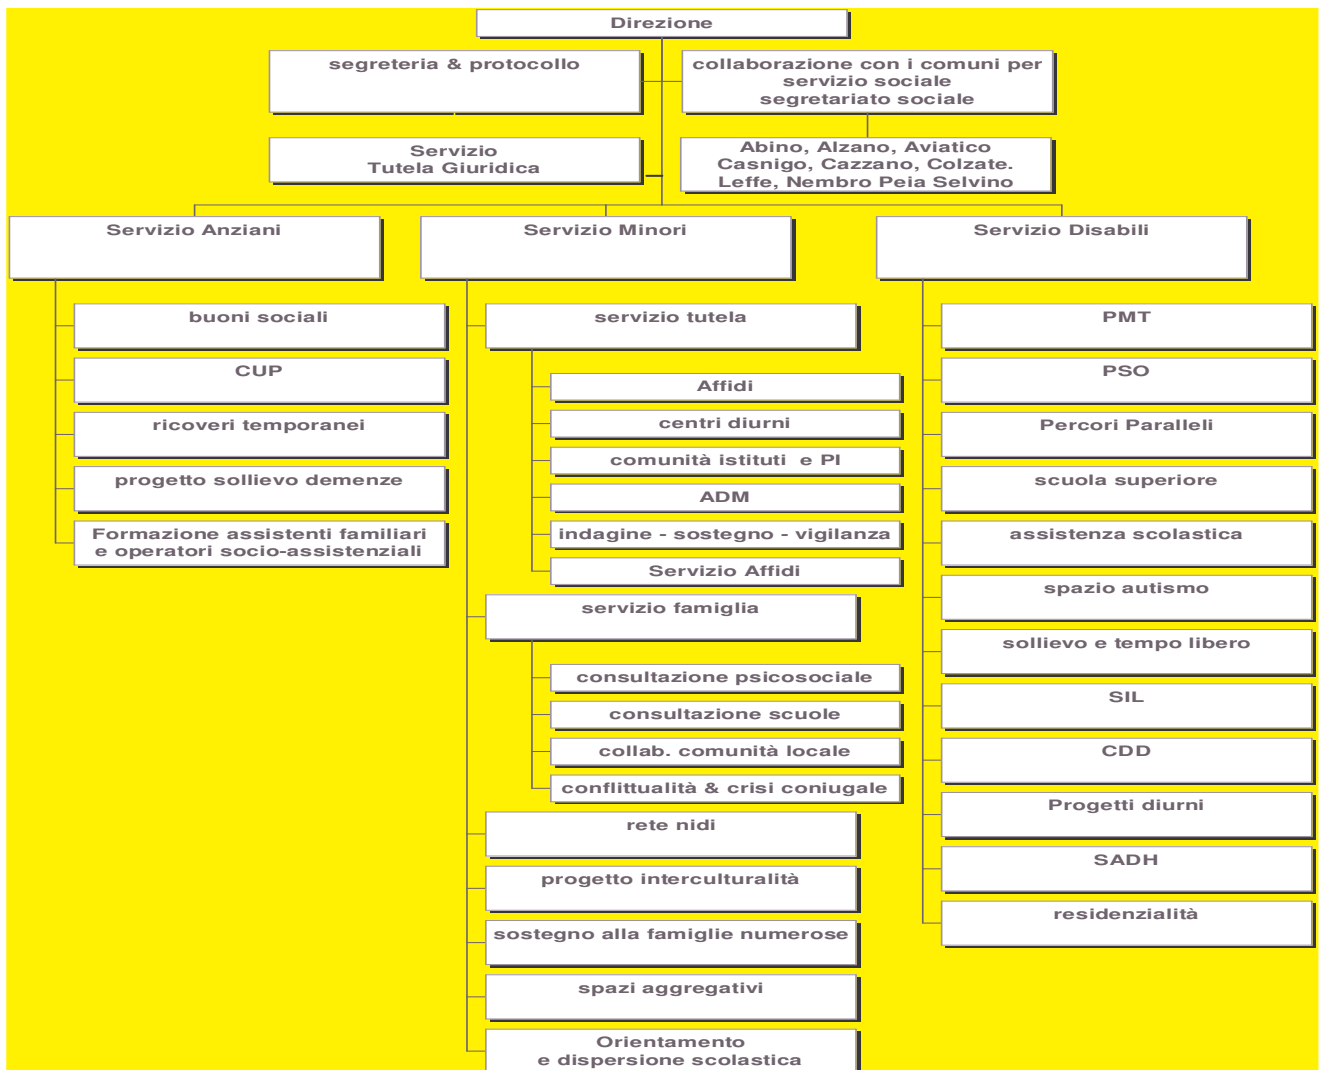 Direzione
segreteria & protocollo
collaborazione con i comuni per
servizio sociale
segretariato sociale
Servizio
Tutela Giuridica
Abino, Alzano, Aviatico
Casnigo, Cazzano, Colzate.
Leffe, Nembro Peia Selvino
Servizio Anziani
buoni sociali
CUP
ricoveri temporanei
progetto sollievo demenze
Formazione assistenti familiari
e operatori socio-assistenziali
Servizio Minori
servizio tutela
Affidi
centri diurni
comunità istituti e PI
ADM
indagine - sostegno - vigilanza
Servizio Affidi
servizio famiglia
consultazione psicosociale
consultazione scuole
collab. comunità locale
conflittualità & crisi coniugale
rete nidi
progetto interculturalità
sostegno alla famiglie numerose
spazi aggregativi
Orientamento
e dispersione scolastica
Servizio Disabili
PMT
PSO
Percori Paralleli
scuola superiore
assistenza scolastica
spazio autismo
sollievo e tempo libero
SIL
CDD
Progetti diurni
SADH
residenzialità